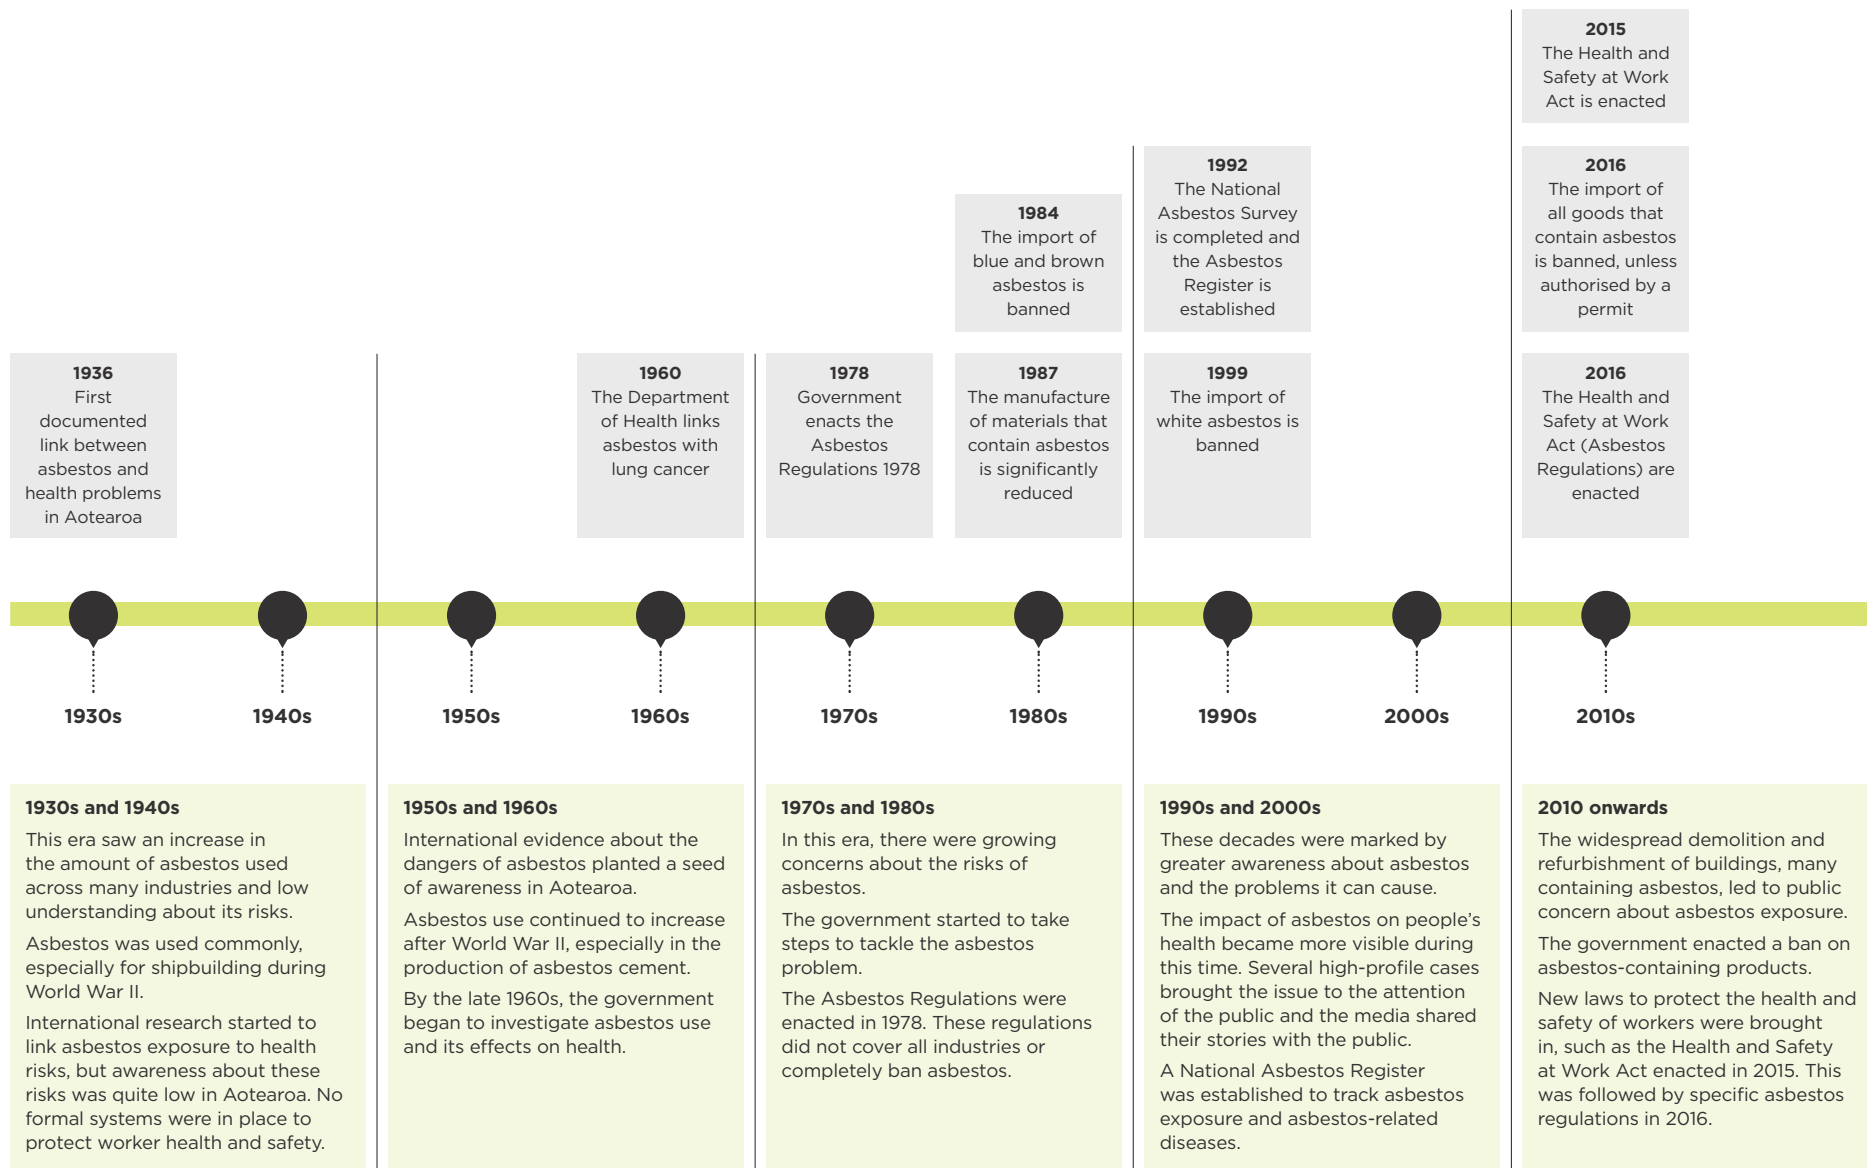 2015
The Health and
Safety at Work
Act is enacted
1992
The National
Asbestos Survey
is completed and
the Asbestos
Register is
established
2016
The import of
all goods that
contain asbestos
is banned, unless
authorised by a
permit
1984
The import of
blue and brown
asbestos is
banned
1936
First
documented
link between
asbestos and
health problems
in Aotearoa
1960
The Department
of Health links
asbestos with
lung cancer
1978
Government
enacts the
Asbestos
Regulations 1978
1987
The manufacture
of materials that
contain asbestos
is significantly
reduced
1999
The import of
white asbestos is
banned
2016
The Health and
Safety at Work
Act (Asbestos
Regulations) are
enacted
1930s
1940s
1950s
1960s
1970s
1980s
1990s
2000s
2010s
1930s and 1940s
This era saw an increase in
the amount of asbestos used
across many industries and low
understanding about its risks.
Asbestos was used commonly,
especially for shipbuilding during
World War II.
International research started to
link asbestos exposure to health
risks, but awareness about these
risks was quite low in Aotearoa. No
formal systems were in place to
protect worker health and safety.
1950s and 1960s
International evidence about the
dangers of asbestos planted a seed
of awareness in Aotearoa.
Asbestos use continued to increase
after World War II, especially in the
production of asbestos cement.
By the late 1960s, the government
began to investigate asbestos use
and its effects on health.
1970s and 1980s
In this era, there were growing
concerns about the risks of
asbestos.
The government started to take
steps to tackle the asbestos
problem.
The Asbestos Regulations were
enacted in 1978. These regulations
did not cover all industries or
completely ban asbestos.
1990s and 2000s
These decades were marked by
greater awareness about asbestos
and the problems it can cause.
The impact of asbestos on people's
health became more visible during
this time. Several high-profile cases
brought the issue to the attention
of the public and the media shared
their stories with the public.
A National Asbestos Register
was established to track asbestos
exposure and asbestos-related
diseases.
2010 onwards
The widespread demolition and
refurbishment of buildings, many
containing asbestos, led to public
concern about asbestos exposure.
The government enacted a ban on
asbestos-containing products.
New laws to protect the health and
safety of workers were brought
in, such as the Health and Safety
at Work Act enacted in 2015. This
was followed by specific asbestos
regulations in 2016.